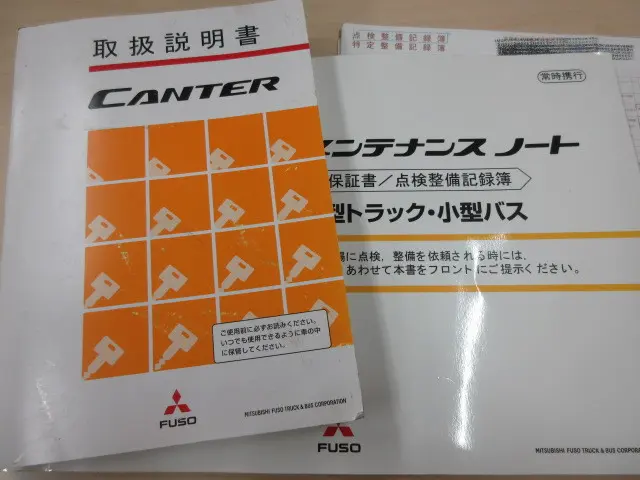 取扱説明書
CANTER
ご使用前に必ずお読みください。
いつでも使用できるように車の中
に保管してください。
FUSO
MITSUBISHI FUSO TRUCK & BUS CORPORATION
点検整備記録簿
特定整備記録簿
常時携行
メンテナンス ノート
保証書/点検整備記録簿
型トラック・小型バス
場に点検、整備を依頼される時には、
あわせて本書をフロントにご提示ください。
FUSO
MITSUBISHI FUSO TRUCK & BUS CORPORATION